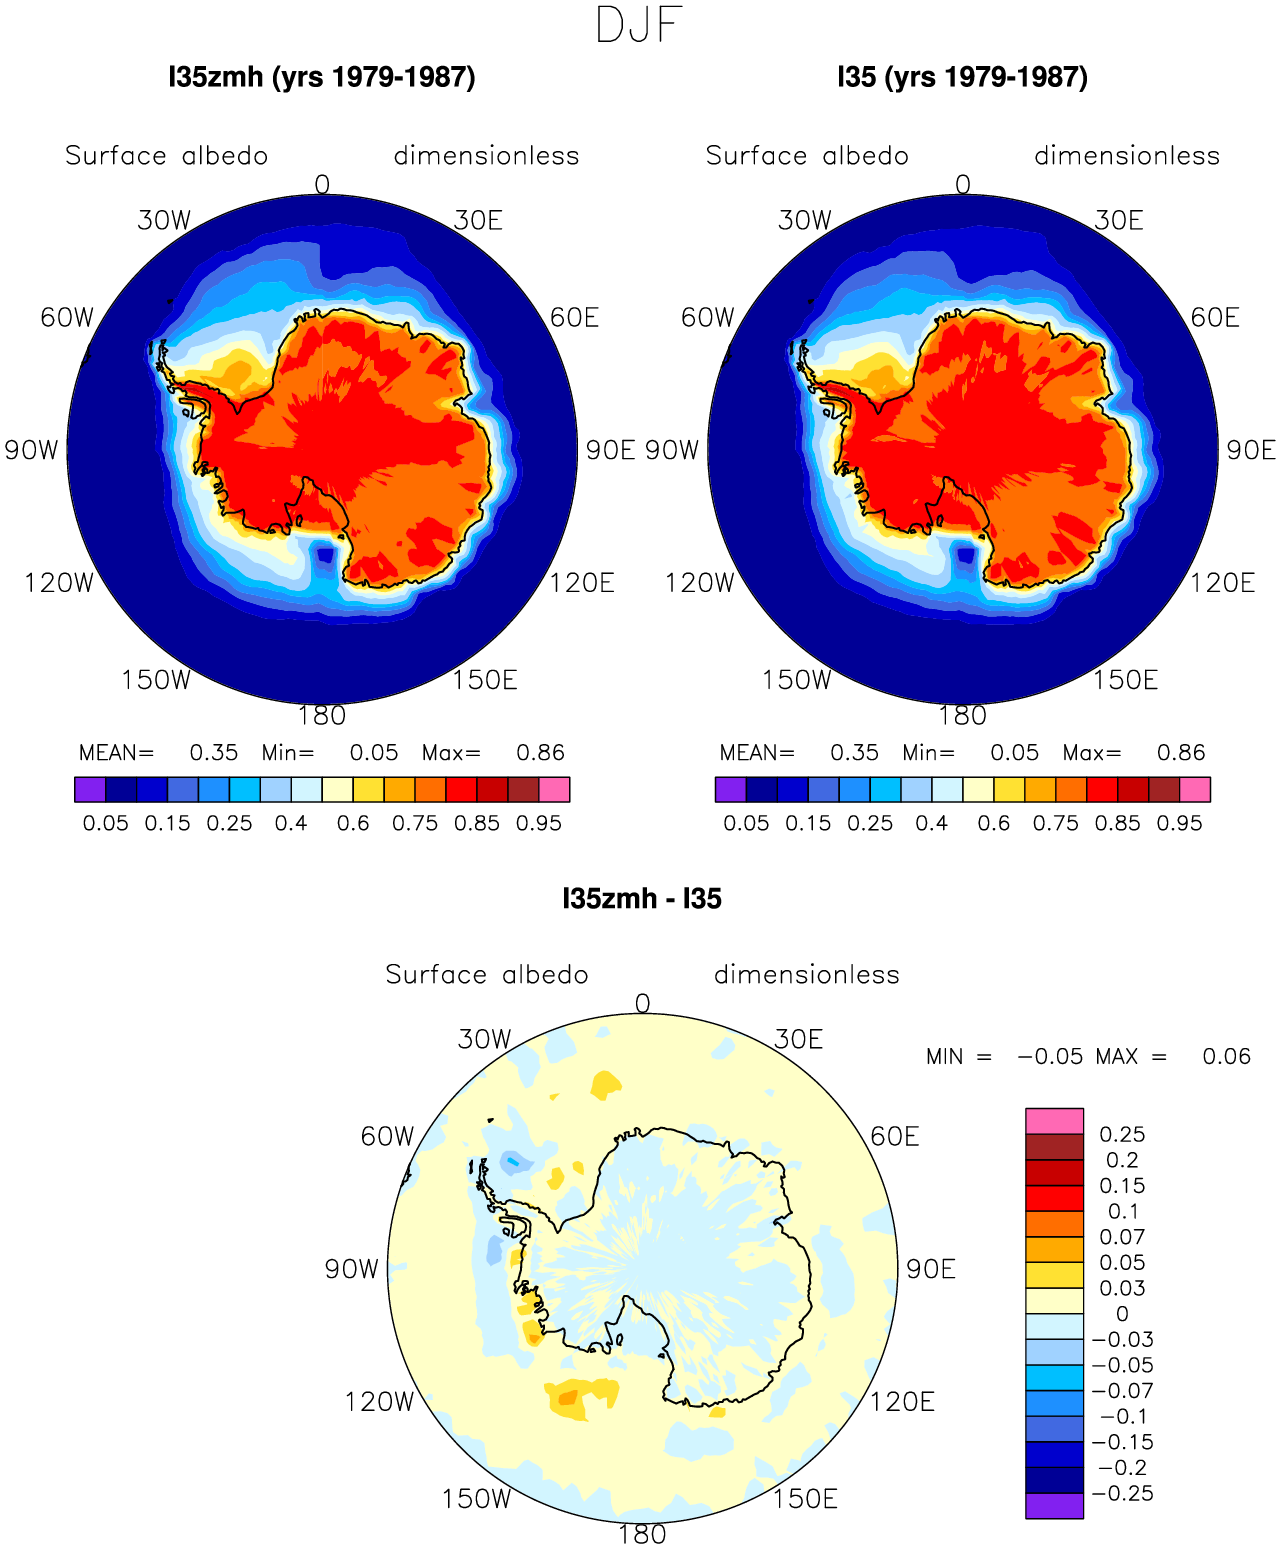 DJF
I35zmh (yrs 1979-1987) I35 (yrs 1979-1987)
Surface albedo dimensionless Surface albedo dimensionless
0 0
30W 30E 30W 30E
60W 60E 60W 60E
90W 90E 90W 90E
120W 120E 120W 120E
150W 150E 150W 150E
180 180
MEAN= 0.35 Min= 0.05 Max= 0.86 MEAN= 0.35 Min= 0.05 Max= 0.86
0.05 0.15 0.25 0.4 0.6 0.75 0.85 0.95 0.05 0.15 0.25 0.4 0.6 0.75 0.85 0.95
I35zmh - I35
Surface albedo dimensionless
0
30W 30E
MIN = -0.05 MAX = 0.06
60W 60E
90W 90E
120W 120E
150W 150E
180
0.25
0.2
0.15
0.1
0.07
0.05
0.03
0
-0.03
-0.05
-0.07
-0.1
-0.15
-0.2
-0.25